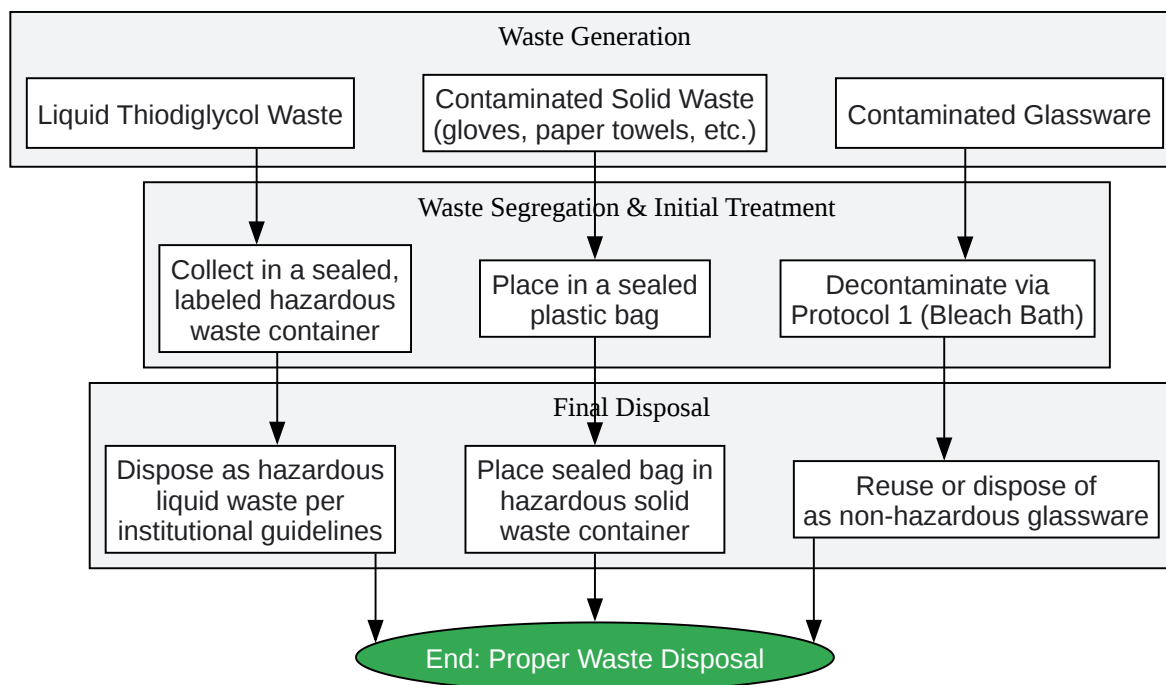 Waste Generation
Liquid Thiodiglycol Waste
Contaminated Solid Waste
(gloves, paper towels, etc.)
Contaminated Glassware
Waste Segregation & Initial Treatment
Collect in a sealed,
labeled hazardous
waste container
Place in a sealed
plastic bag
Decontaminate via
Protocol 1 (Bleach Bath)
Final Disposal
Dispose as hazardous
liquid waste per
institutional guidelines
Place sealed bag in
hazardous solid
waste container
Reuse or dispose of
as non-hazardous glassware
End: Proper Waste Disposal